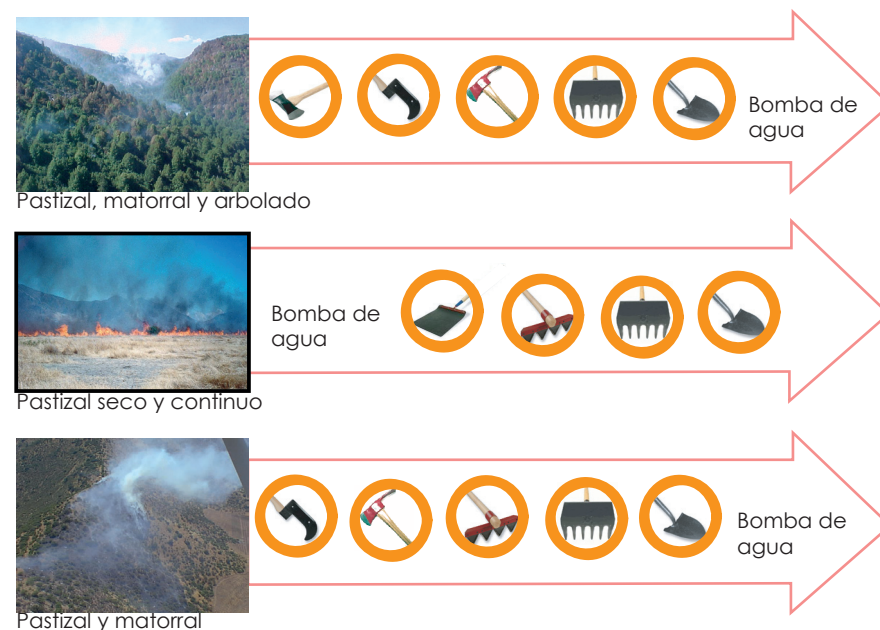 Bomba de
agua
Pastizal, matorral y arbolado
Bomba de
agua
Pastizal seco y continuo
Bomba de
agua
Pastizal y matorral